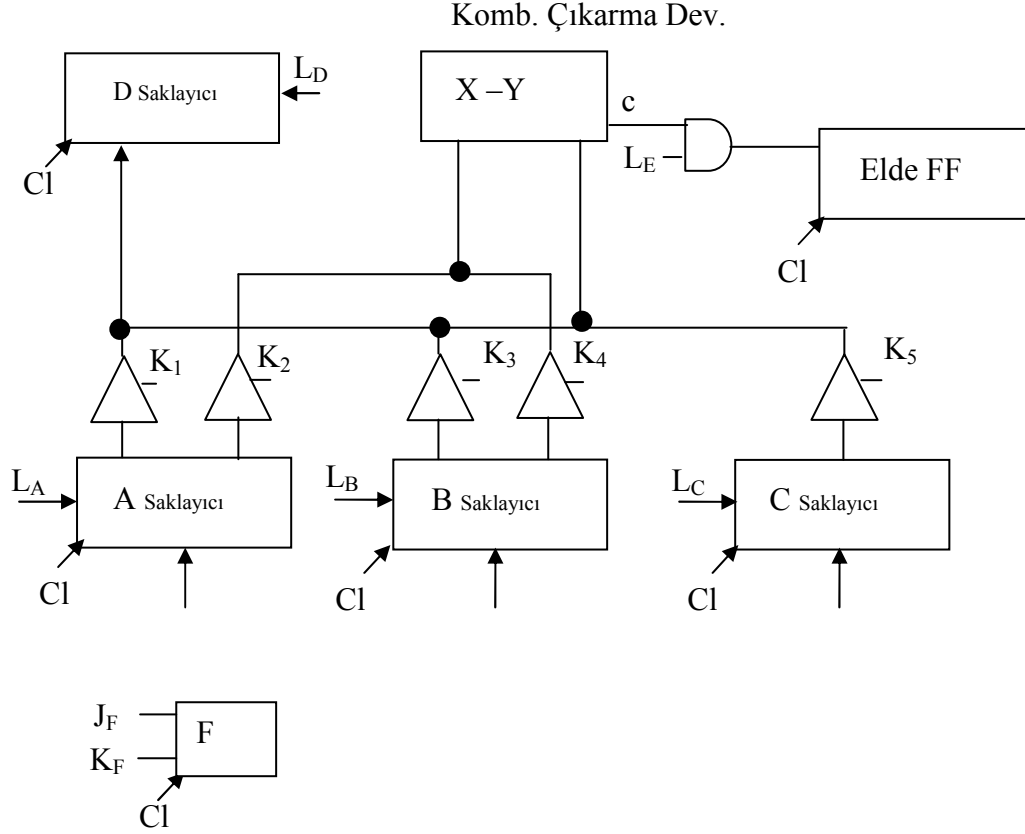 Komb. Çıkarma Dev.
D Saklayıcı
L_D
Cl
X –Y
c
L_E
Elde FF
Cl
K_1
K_2
K_3
K_4
K_5
L_A
A Saklayıcı
Cl
L_B
B Saklayıcı
Cl
L_C
C Saklayıcı
Cl
J_F
K_F
F
Cl